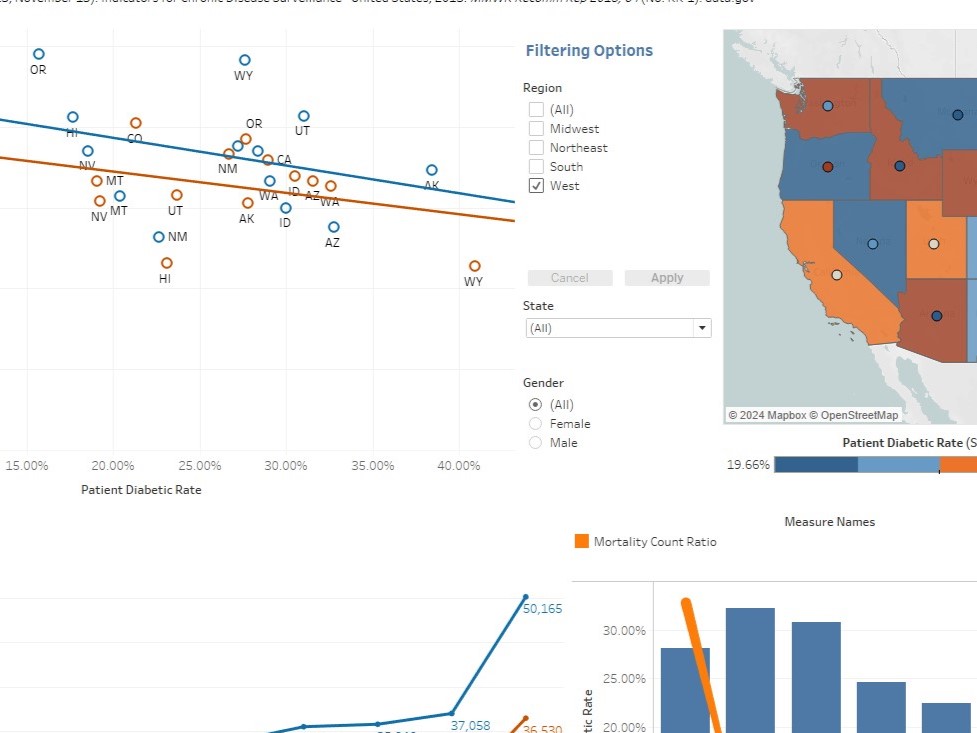 November 13). Indicators for Chronic Disease Surveillance - United States, 2013. MMWR Recomm Rep 2015; 64 (No. RR-1). data.gov
OR
WY
HI
CO
OR
UT
NV
NM
CA
MT
WA
ID
AZ
WA
AK
NV
MT
UT
AK
ID
NM
AZ
HI
WY
15.00%
20.00%
25.00%
30.00%
35.00%
40.00%
Patient Diabetic Rate
Filtering Options
Region
(All)
Midwest
Northeast
South
West
Cancel
Apply
State
(All)
Gender
(All)
Female
Male
© 2024 Mapbox © OpenStreetMap
Patient Diabetic Rate (S
19.66%
50,165
37,058
36,530
Measure Names
Mortality Count Ratio
30.00%
25.00%
20.00%
tic Rate